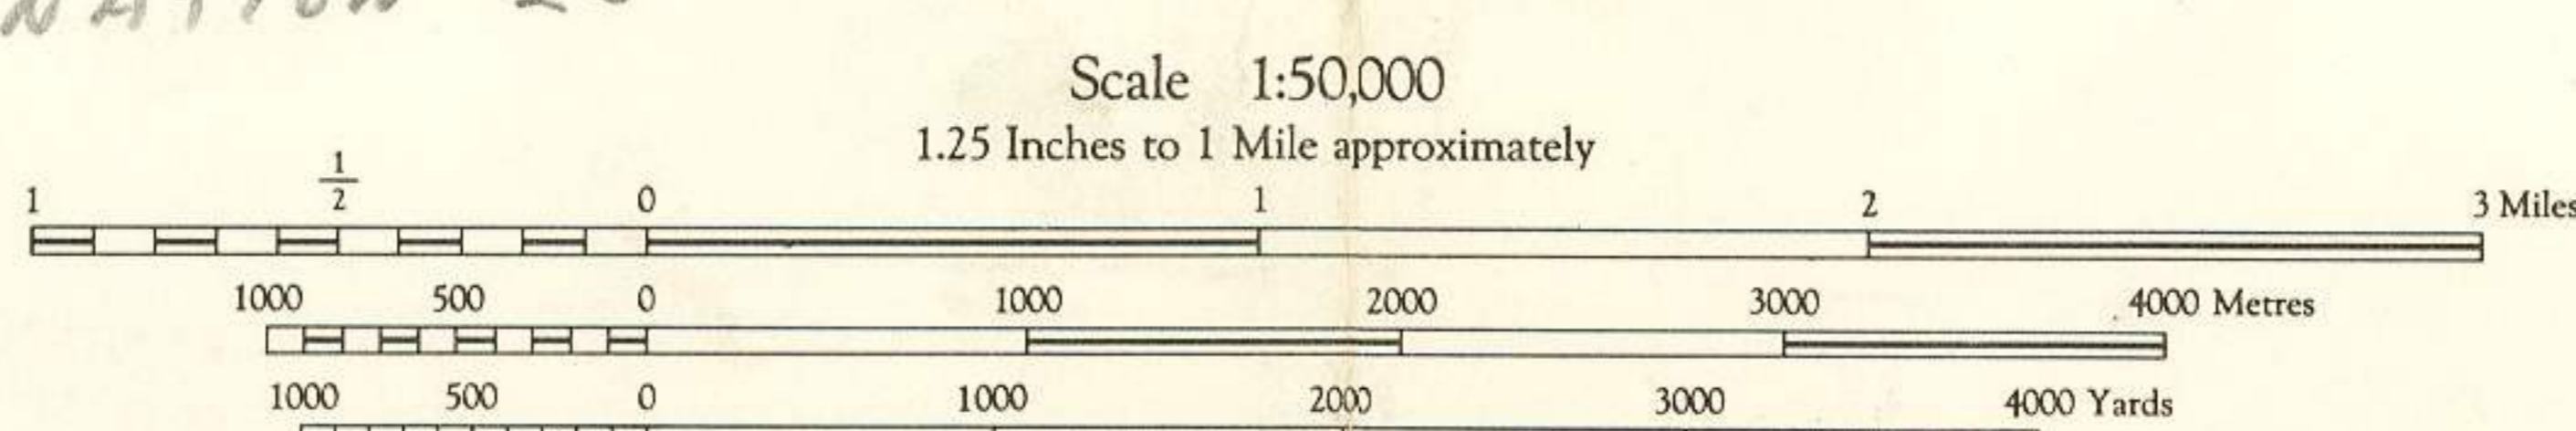 Scale 1:50,000
1.25 Inches to 1 Mile approximately
1 1/2 0 1 2 3 Miles
1000 500 0 1000 2000 3000 4000 Metres
1000 500 0 1000 2000 3000 4000 Yards